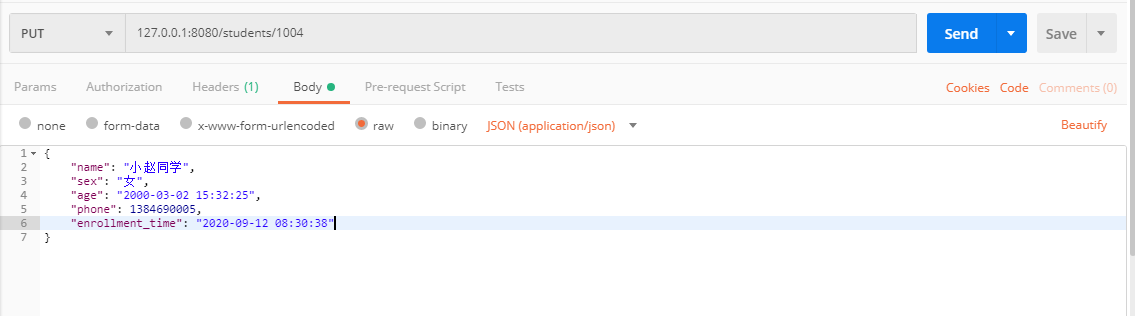 PUT 127.0.0.1:8080/students/1004 Send Save
Params Authorization Headers (1) Body Pre-request Script Tests Cookies Code Comments (0)
none form-data x-www-form-urlencoded raw binary JSON (application/json) Beautify
1 {
2 "name": "小赵同学",
3 "sex": "女",
4 "age": "2000-03-02 15:32:25",
5 "phone": 1384690005,
6 "enrollment_time": "2020-09-12 08:30:38"
7 }